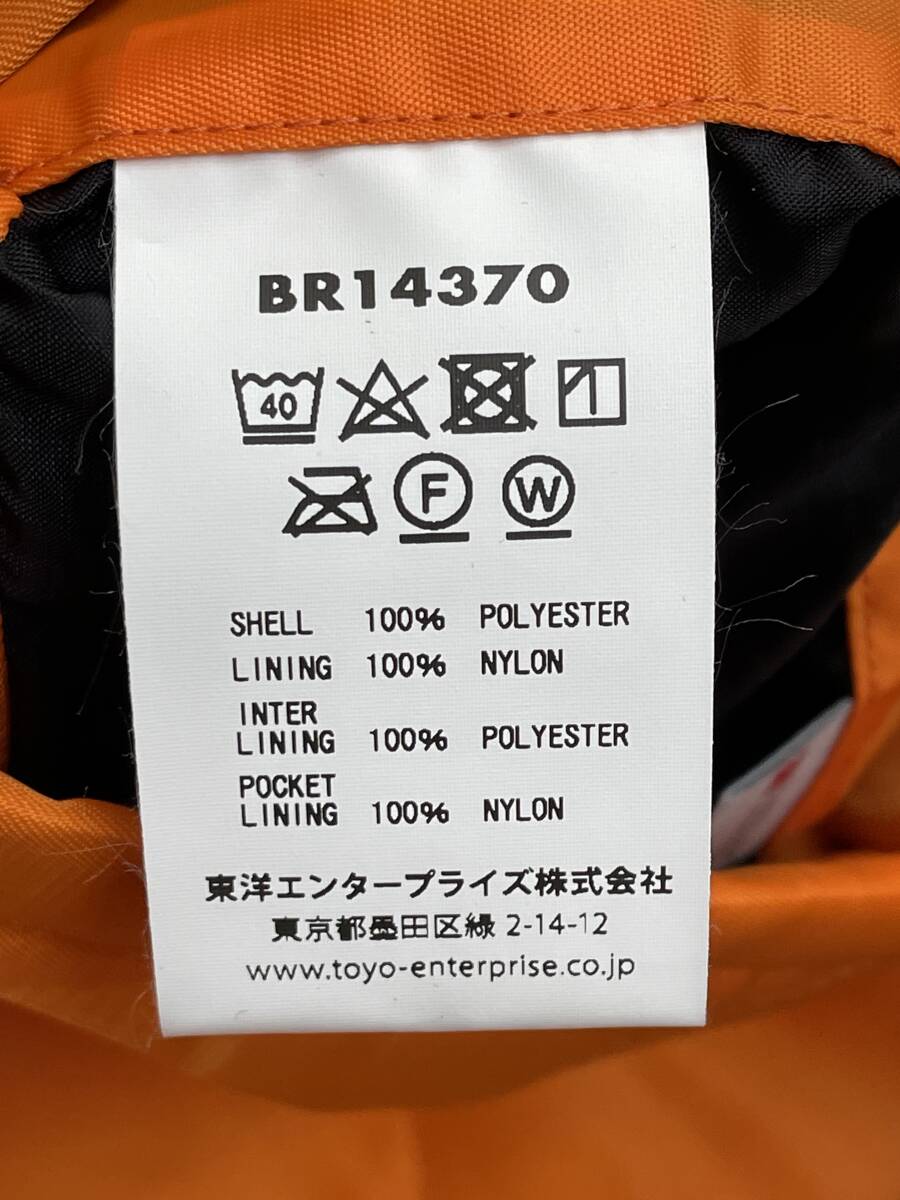 BR14370
40
F W
SHELL 100% POLYESTER
LINING 100% NYLON
INTER
LINING 100% POLYESTER
POCKET
LINING 100% NYLON
東洋エンタープライズ株式会社
東京都墨田区緑 2-14-12
www.toyo-enterprise.co.jp